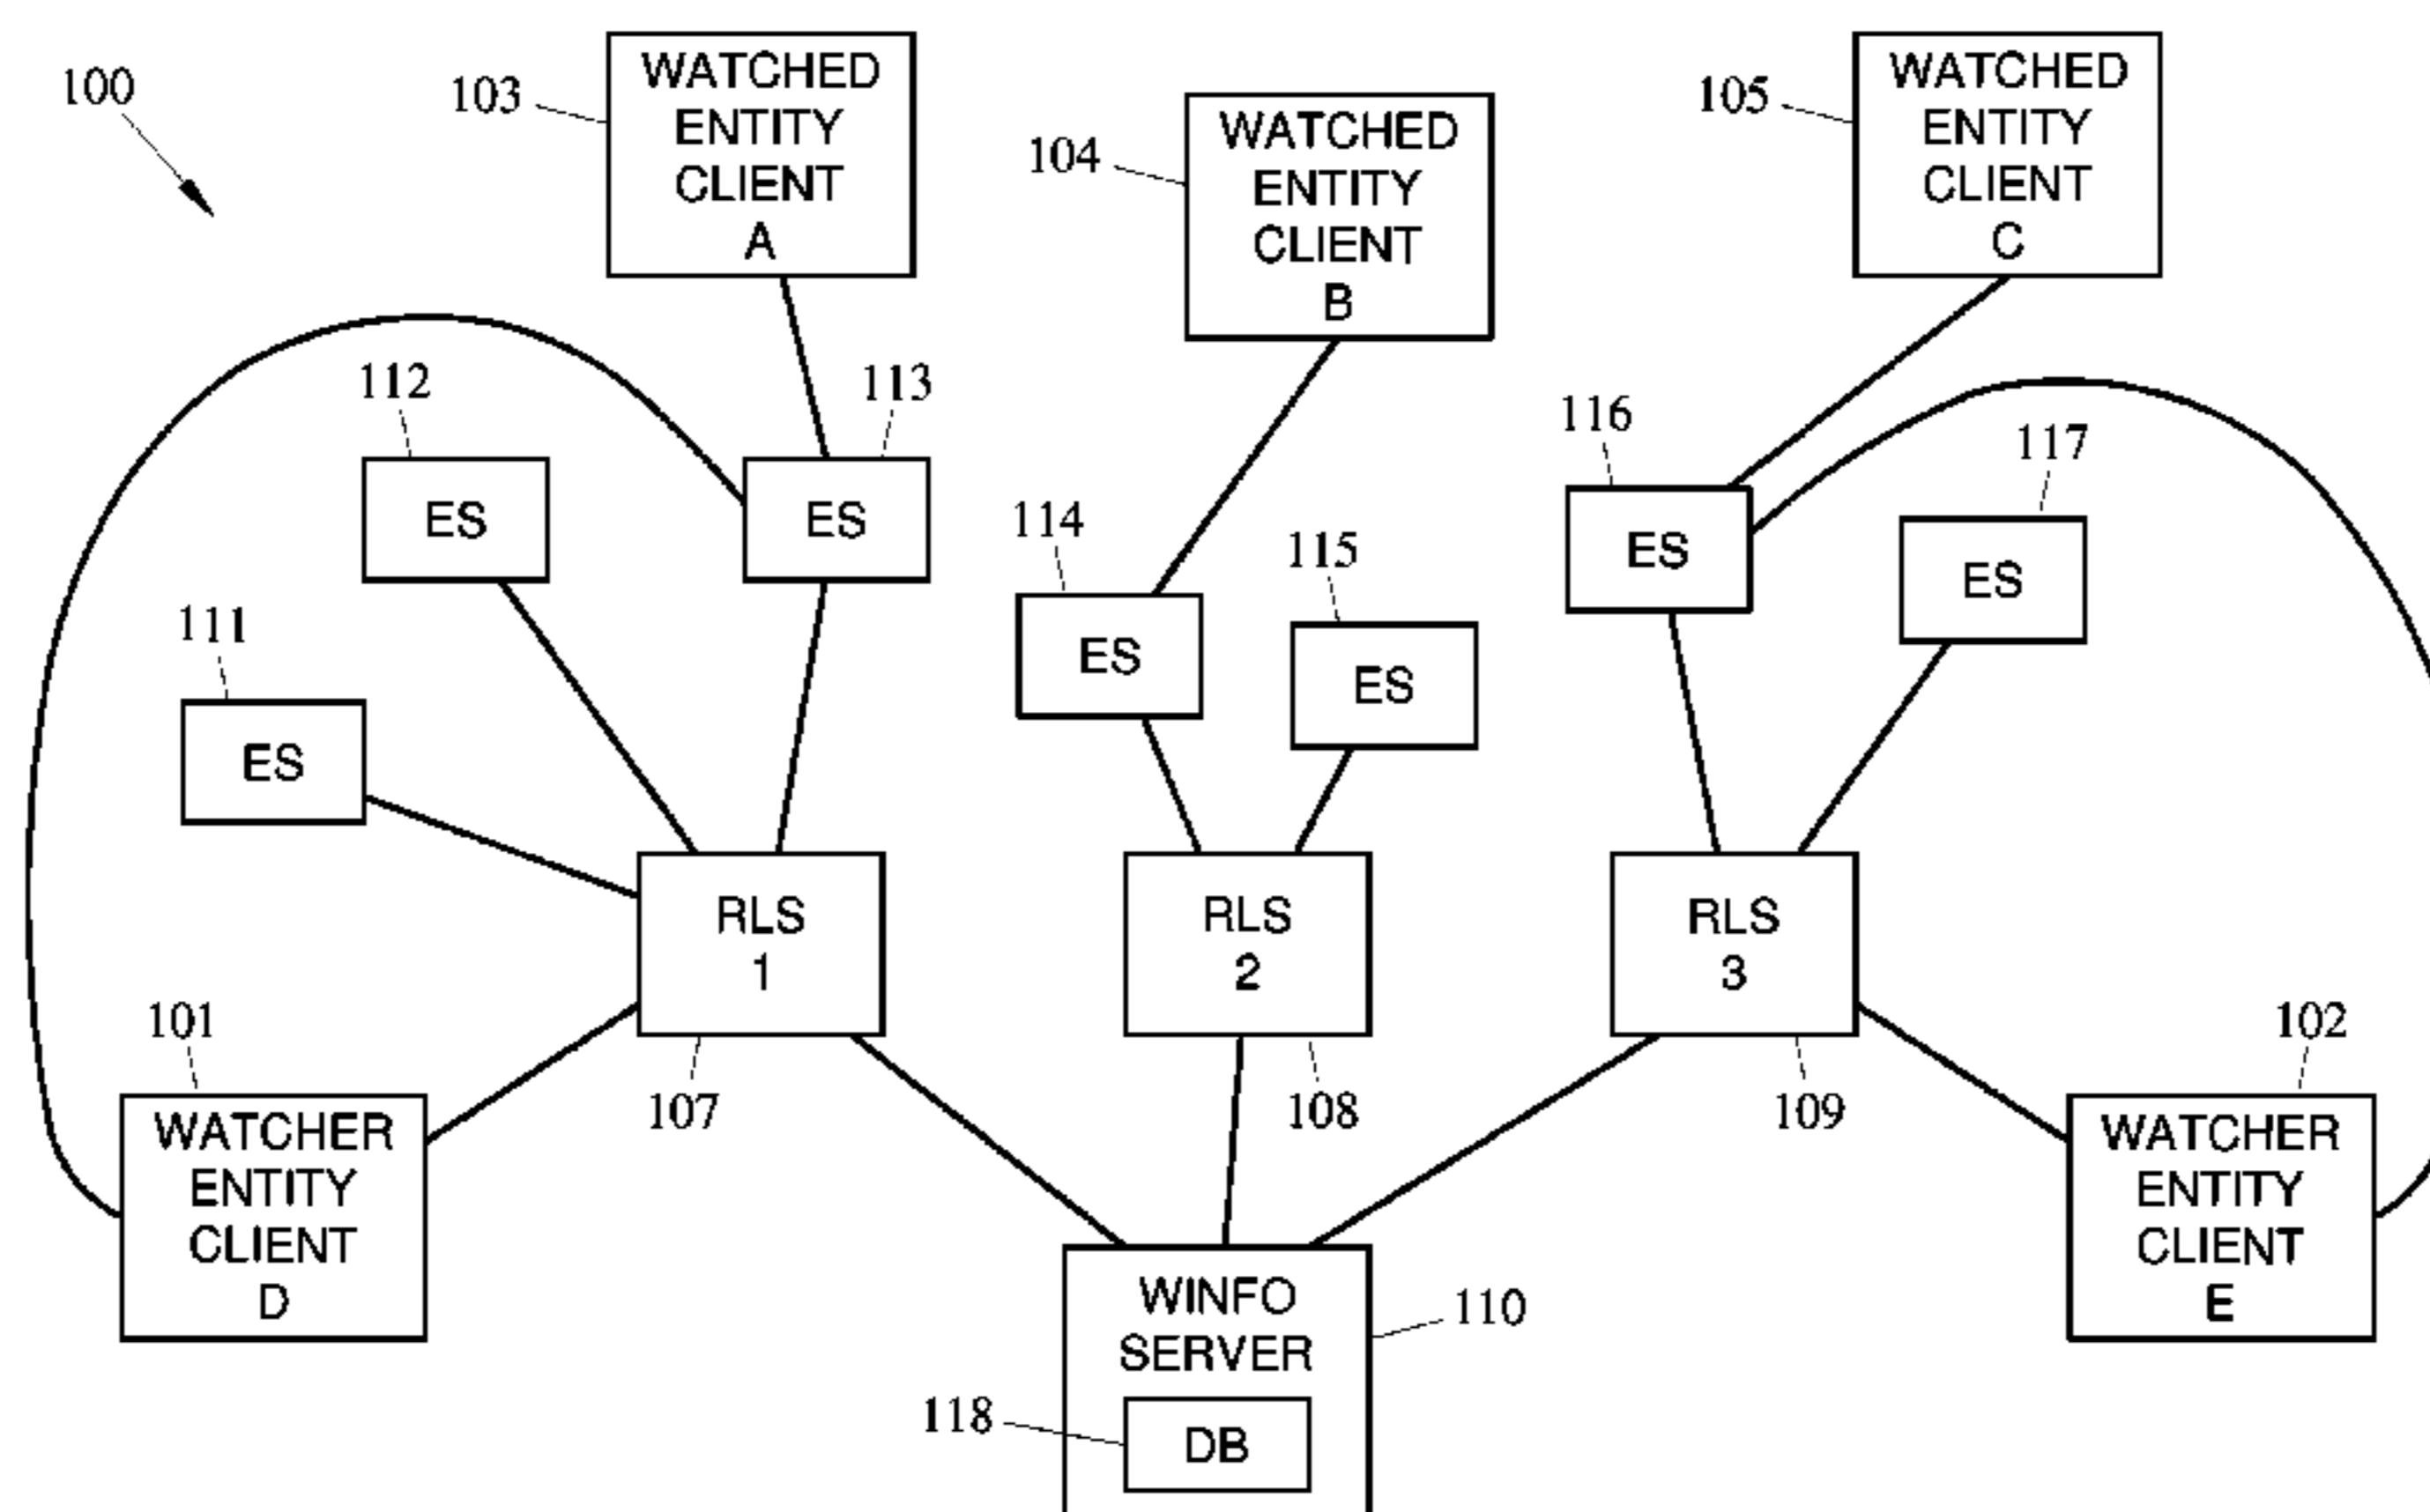 100
103
WATCHED
ENTITY
CLIENT
A
104
WATCHED
ENTITY
CLIENT
B
105
WATCHED
ENTITY
CLIENT
C
112
ES
113
ES
111
ES
114
ES
115
ES
116
ES
117
ES
RLS
1
107
RLS
2
108
RLS
3
109
101
WATCHER
ENTITY
CLIENT
D
102
WATCHER
ENTITY
CLIENT
E
WINFO
SERVER
110
118
DB